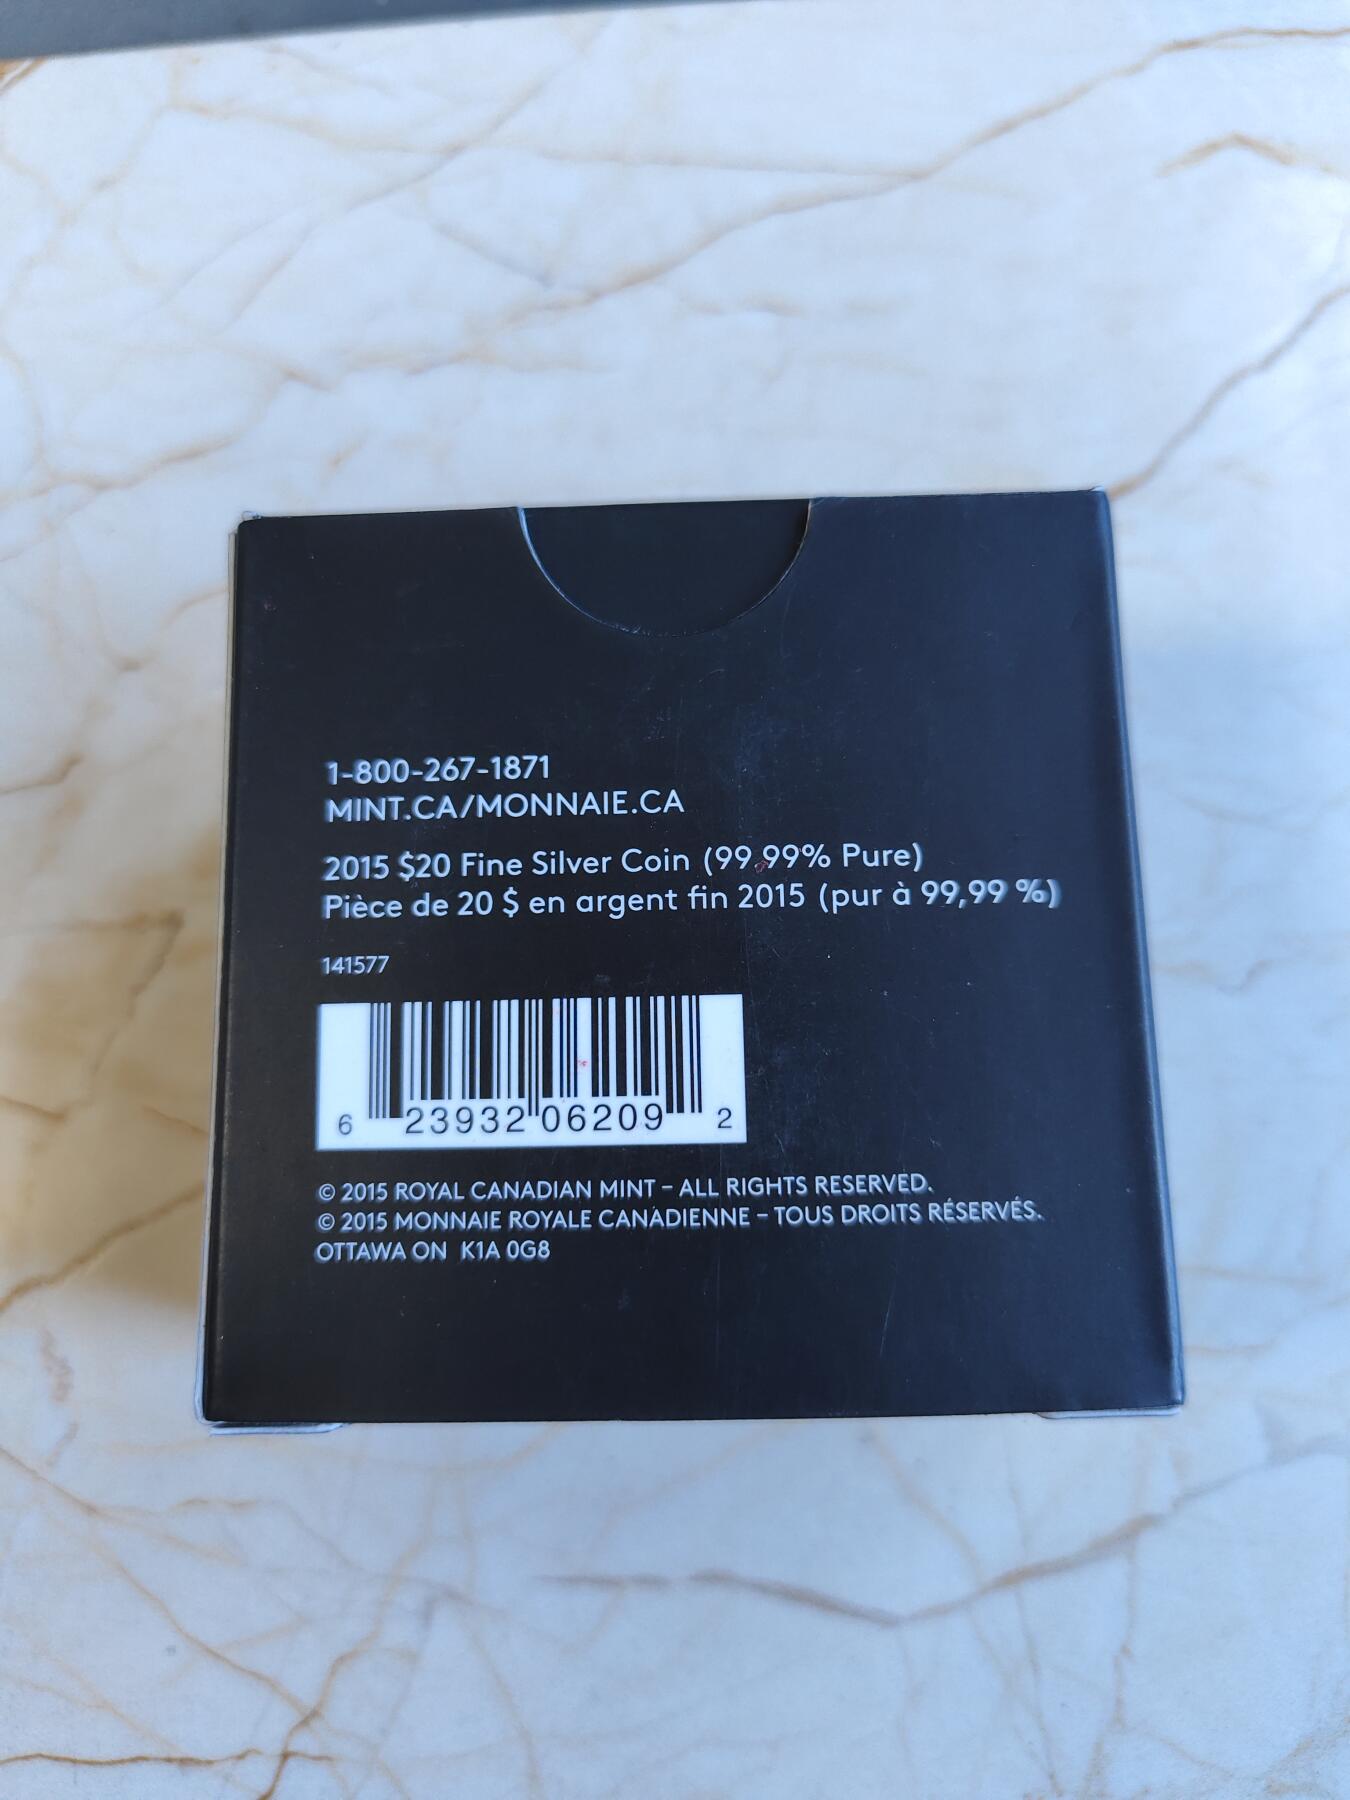 1-800-267-1871
MINT.CA/MONNAIE.CA
2015 $20 Fine Silver Coin (99.99% Pure)
Pièce de 20 $ en argent fin 2015 (pur à 99,99 %)
141577
6 23932 06209 2
© 2015 ROYAL CANADIAN MINT – ALL RIGHTS RESERVED.
© 2015 MONNAIE ROYALE CANADIENNE – TOUS DROITS RÉSERVÉS.
OTTAWA ON K1A 0G8